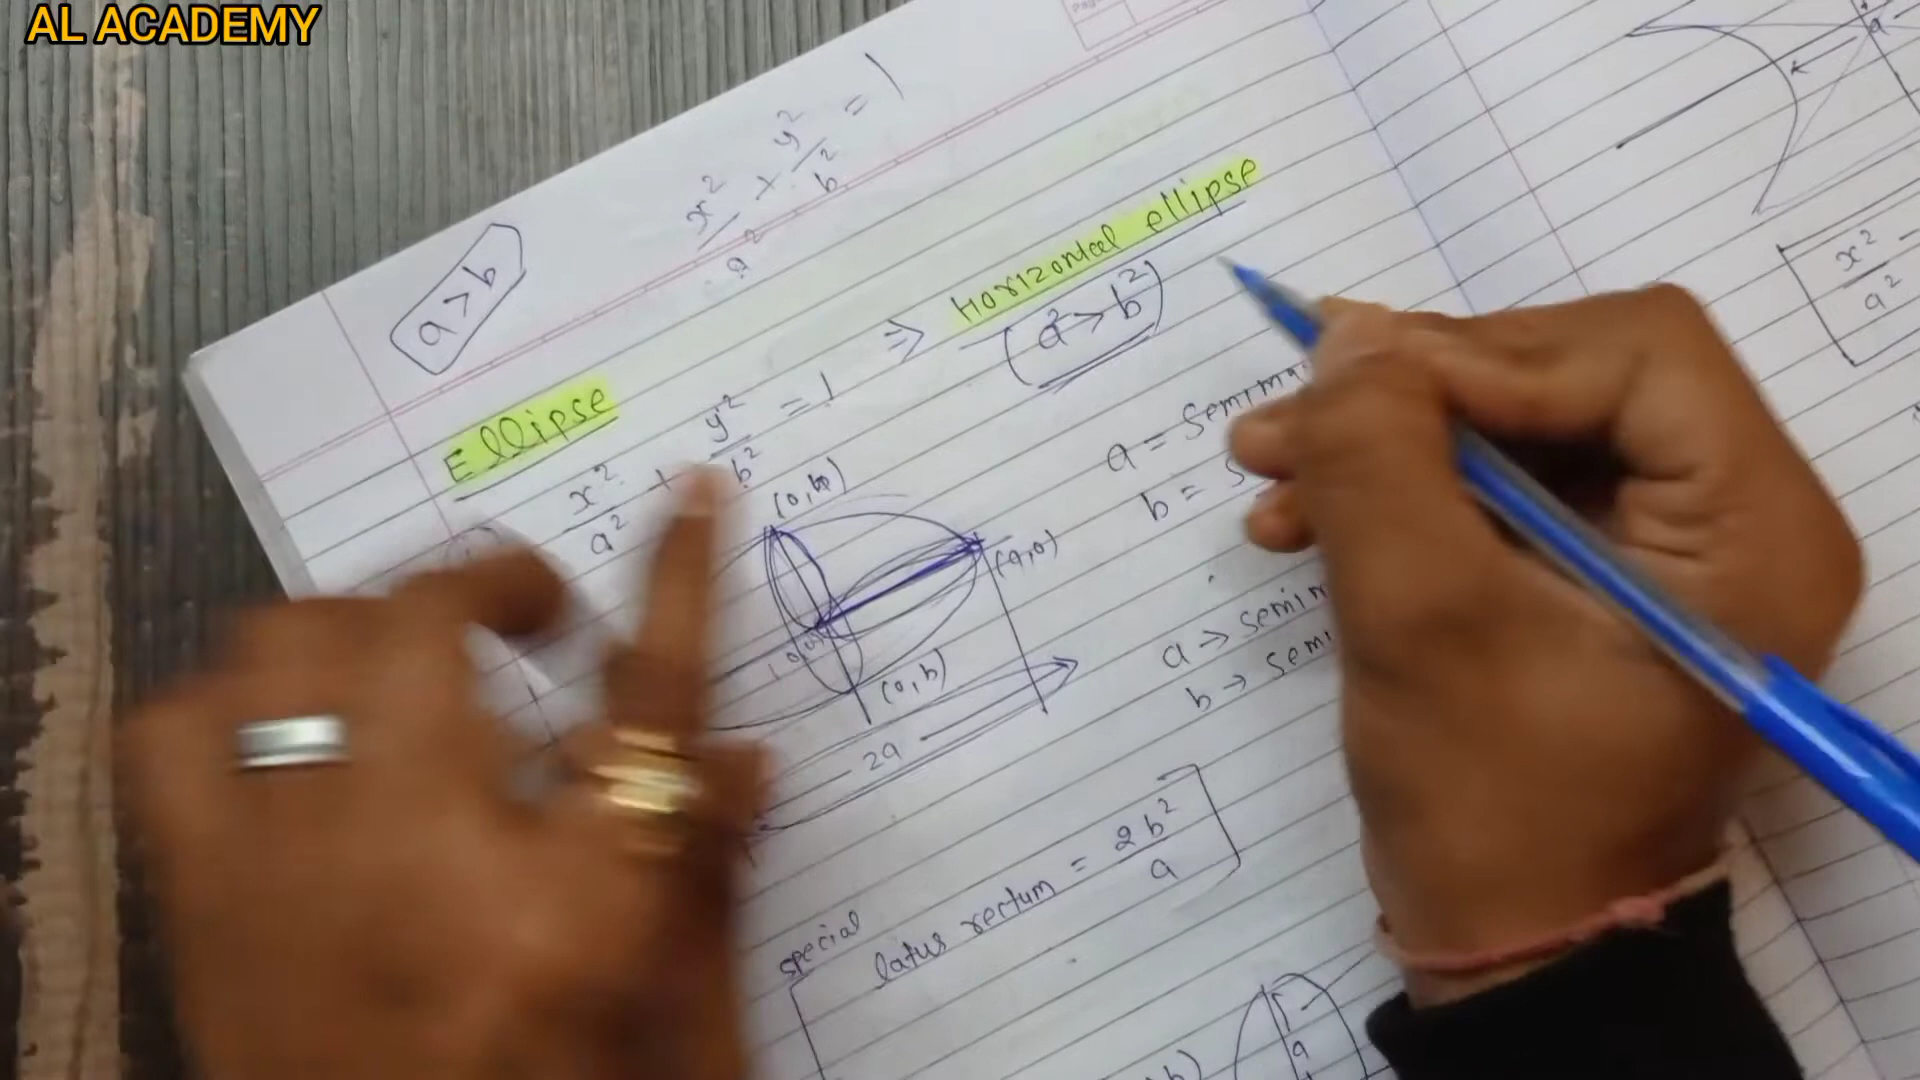 AL ACADEMY
x²/a² + y²/b² = 1
a > b
Ellipse
x²/a² + y²/b² = 1 ⇒ Horizontal ellipse
(a² > b²)
a = semi
b =
(0,b)
(a,0)
a → semi
b → semi
(0,b)
2a
special
latus rectum = 2b²/a
a
b)
x²
a²